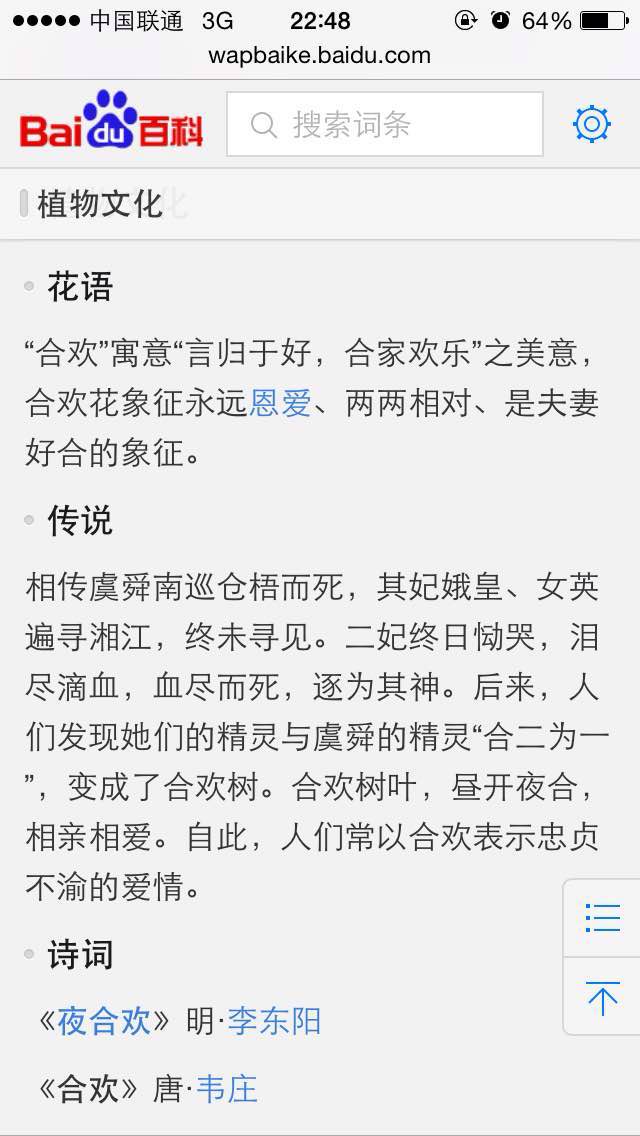 中国联通 3G 22:48 64%
wapbaike.baidu.com
Bai du 百科 搜索词条
植物文化
花语
“合欢”寓意“言归于好，合家欢乐”之美意，
合欢花象征永远恩爱、两两相对、是夫妻
好合的象征。
传说
相传虞舜南巡仓梧而死，其妃娥皇、女英
遍寻湘江，终未寻见。二妃终日恸哭，泪
尽滴血，血尽而死，逐为其神。后来，人
们发现她们的精灵与虞舜的精灵“合二为一
”，变成了合欢树。合欢树叶，昼开夜合，
相亲相爱。自此，人们常以合欢表示忠贞
不渝的爱情。
诗词
《夜合欢》明·李东阳
《合欢》唐·韦庄